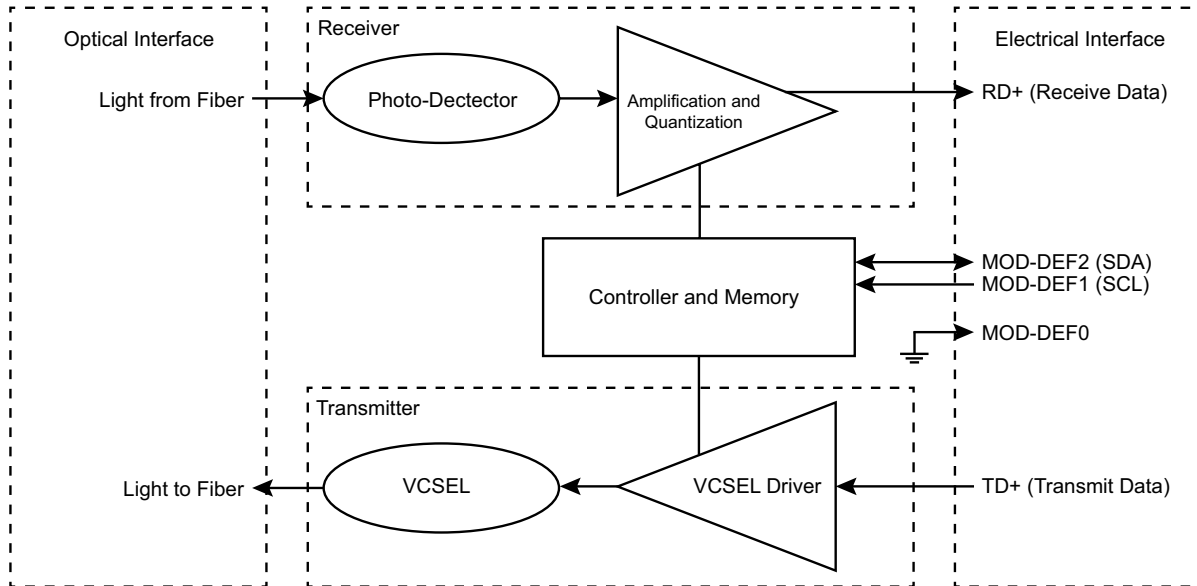 Optical Interface
Receiver
Electrical Interface
Light from Fiber
Photo-Dectector
Amplification and
Quantization
RD+ (Receive Data)
Controller and Memory
MOD-DEF2 (SDA)
MOD-DEF1 (SCL)
MOD-DEF0
Transmitter
Light to Fiber
VCSEL
VCSEL Driver
TD+ (Transmit Data)